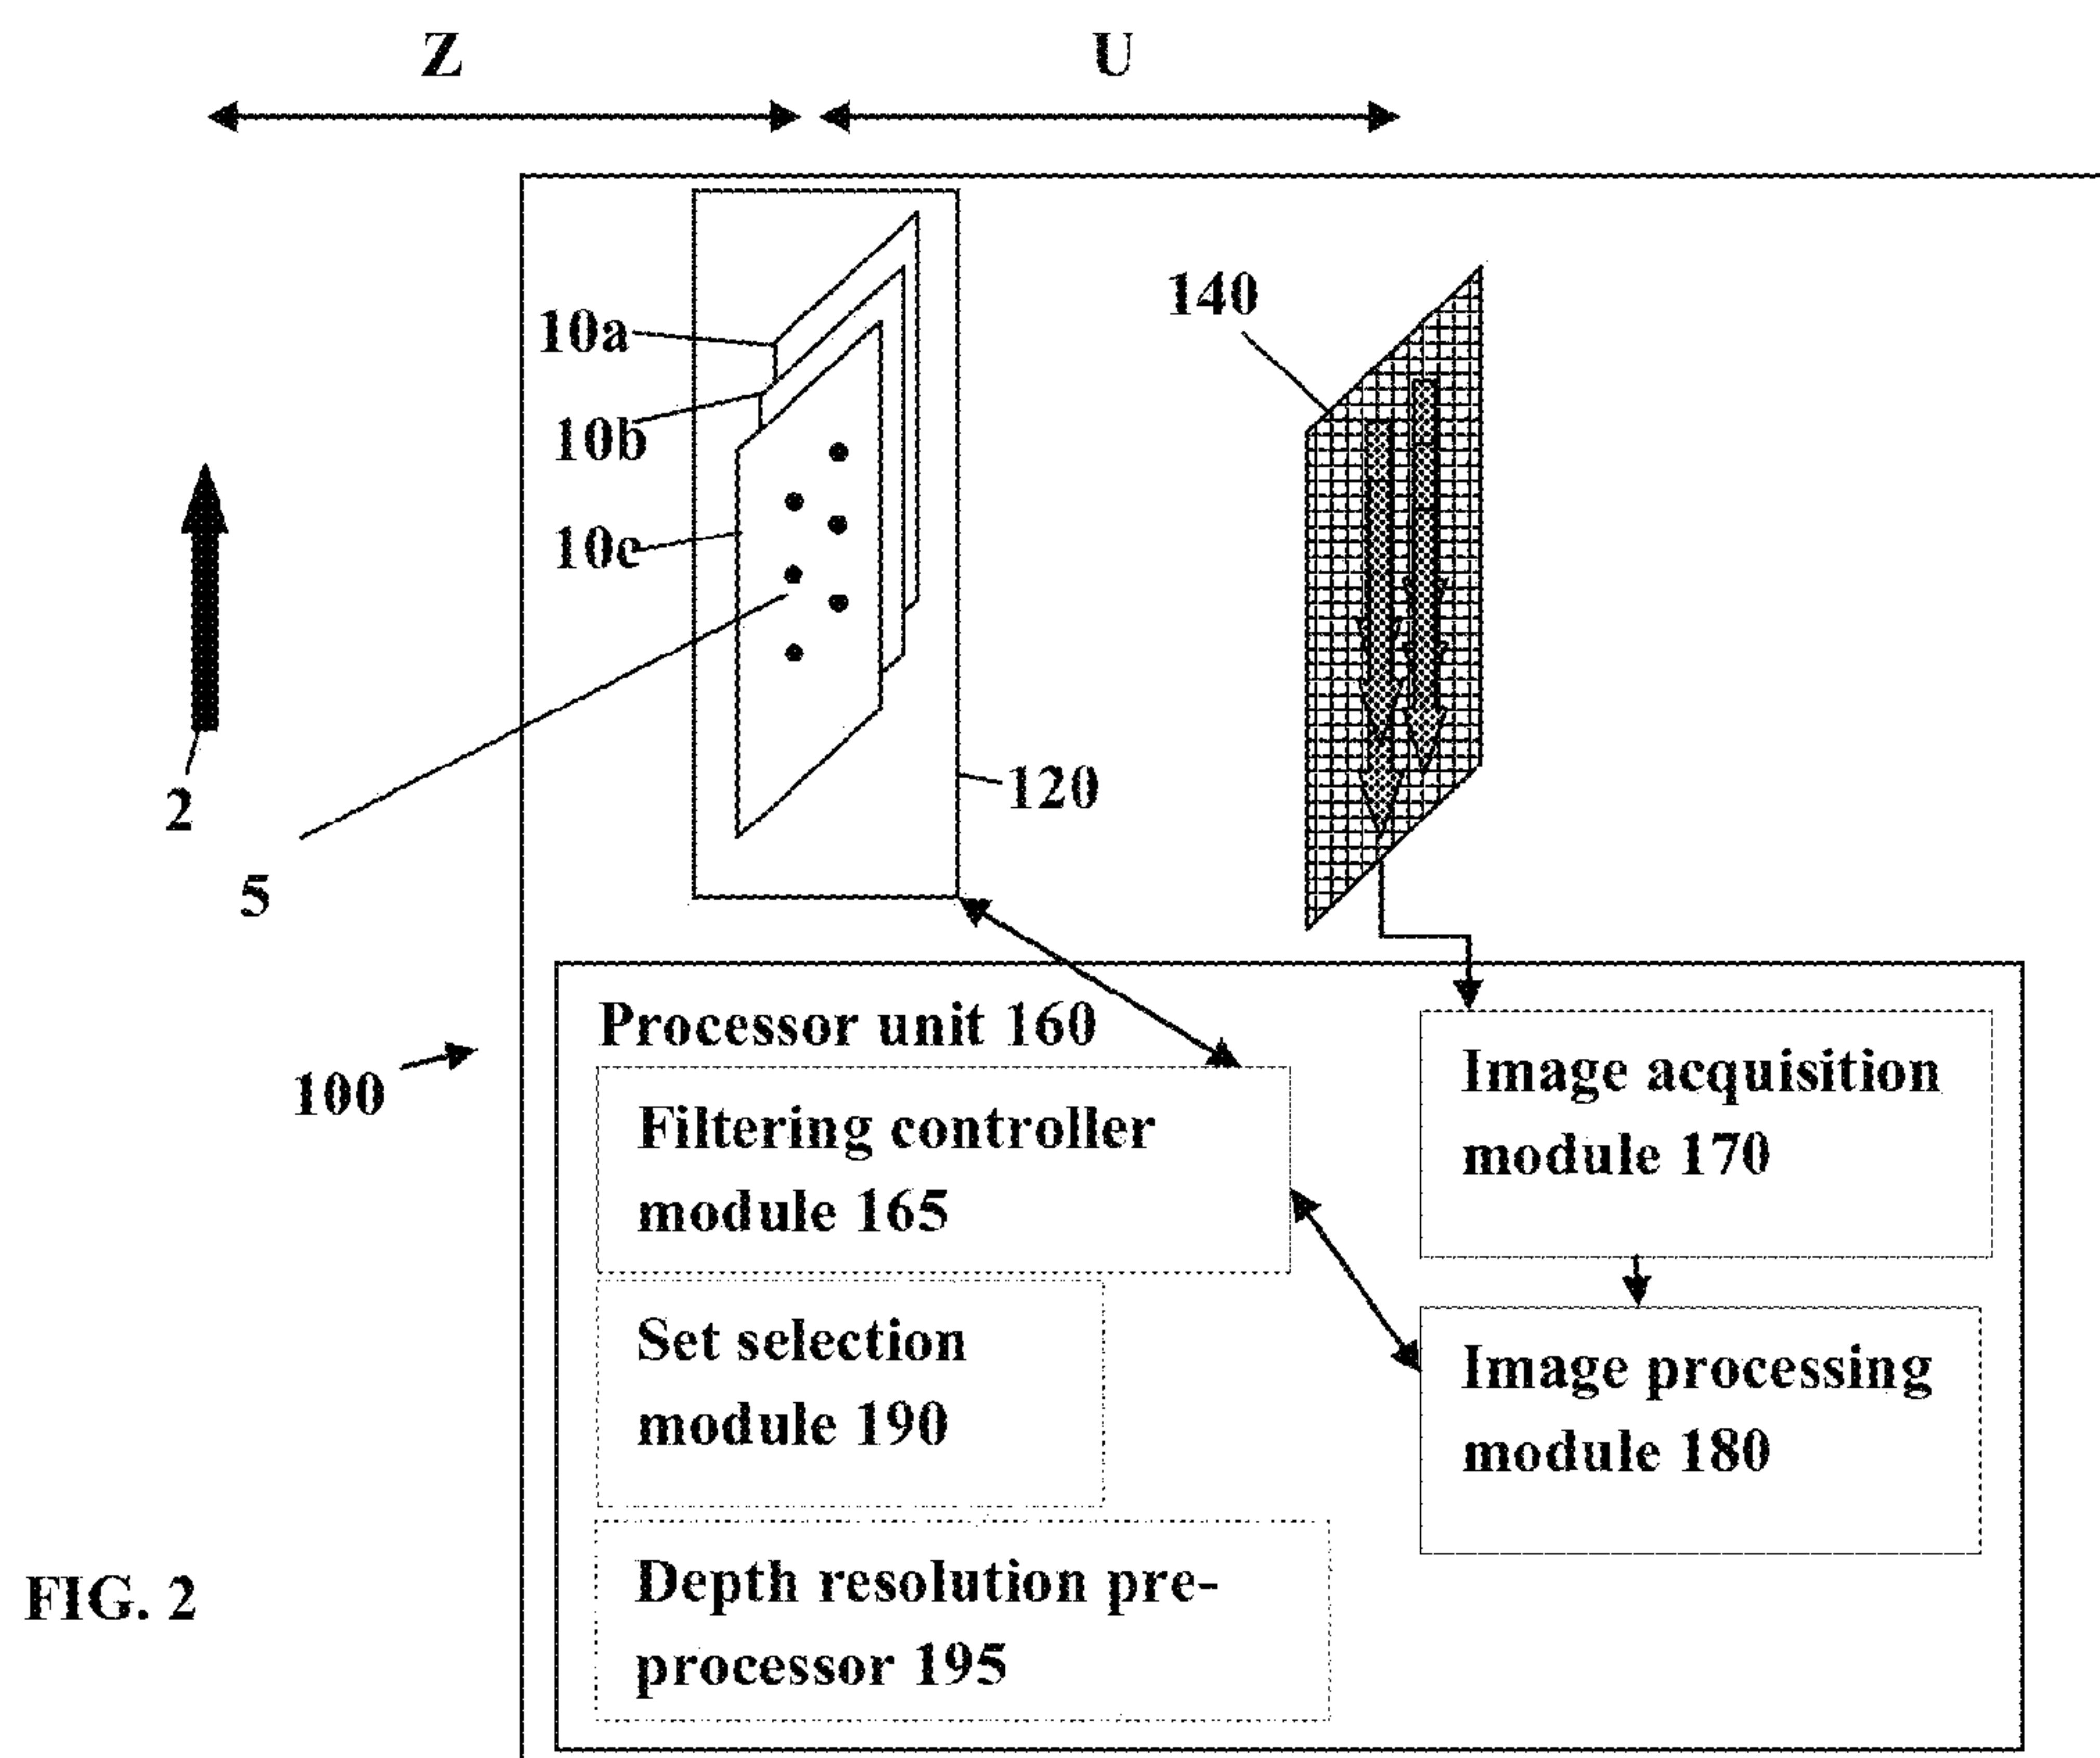 Z
U
10a
140
10b
10c
2
120
5
Processor unit 160
100
Image acquisition
module 170
Filtering controller
module 165
Set selection
module 190
Image processing
module 180
Depth resolution pre-
processor 195
FIG. 2